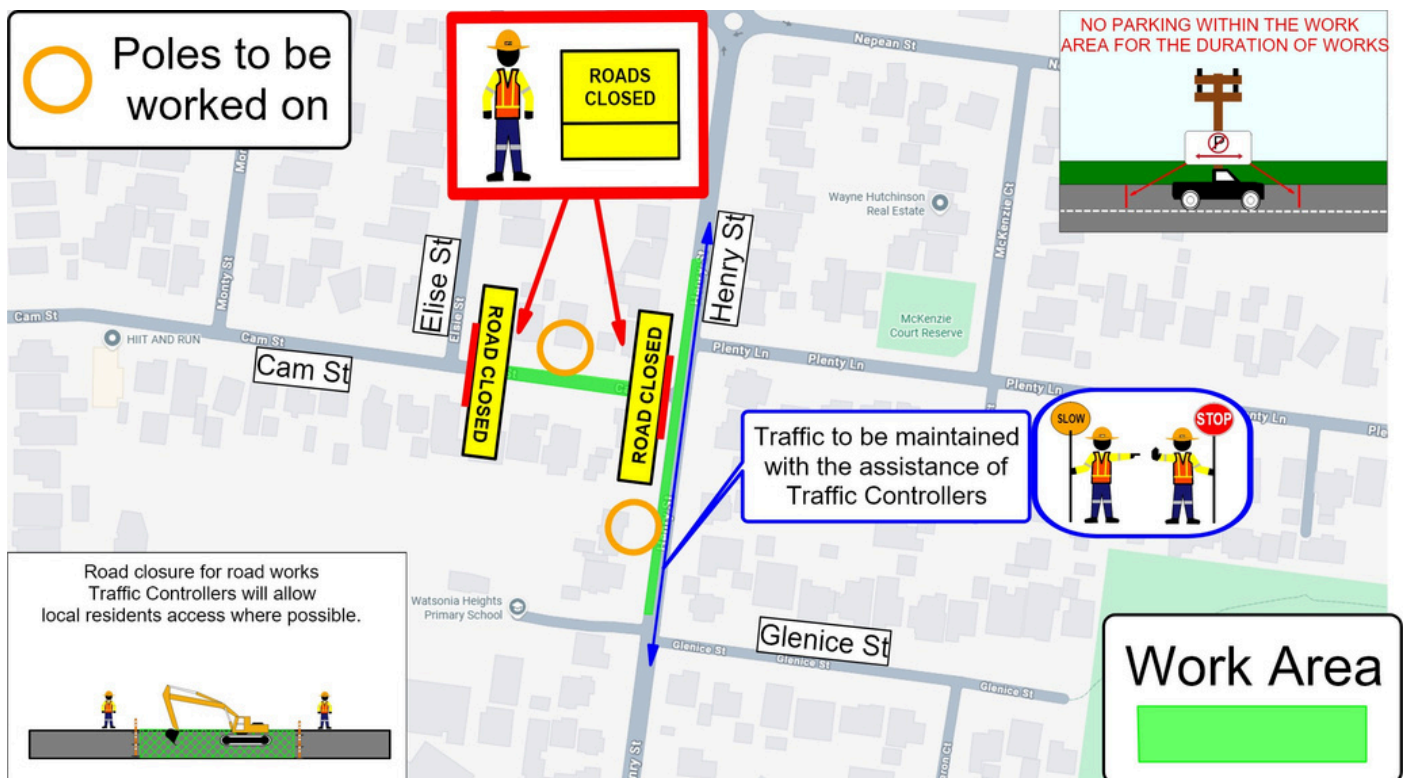 Poles to be
worked on
ROADS
CLOSED
NO PARKING WITHIN THE WORK
AREA FOR THE DURATION OF WORKS
P
Nepean St
Wayne Hutchinson
Real Estate
McKenzie Ct
McKenzie
Court Reserve
Monty St
Elise St
Elsie St
Henry St
Cam St
HIIT AND RUN
Cam St
Cam St
ROAD CLOSED
ROAD CLOSED
Plenty Ln
Plenty Ln
Plenty Ln
SLOW
STOP
Traffic to be maintained
with the assistance of
Traffic Controllers
Road closure for road works
Traffic Controllers will allow
local residents access where possible.
Watsonia Heights
Primary School
Glenice St
Glenice St
Glenice St
Glenice St
Work Area